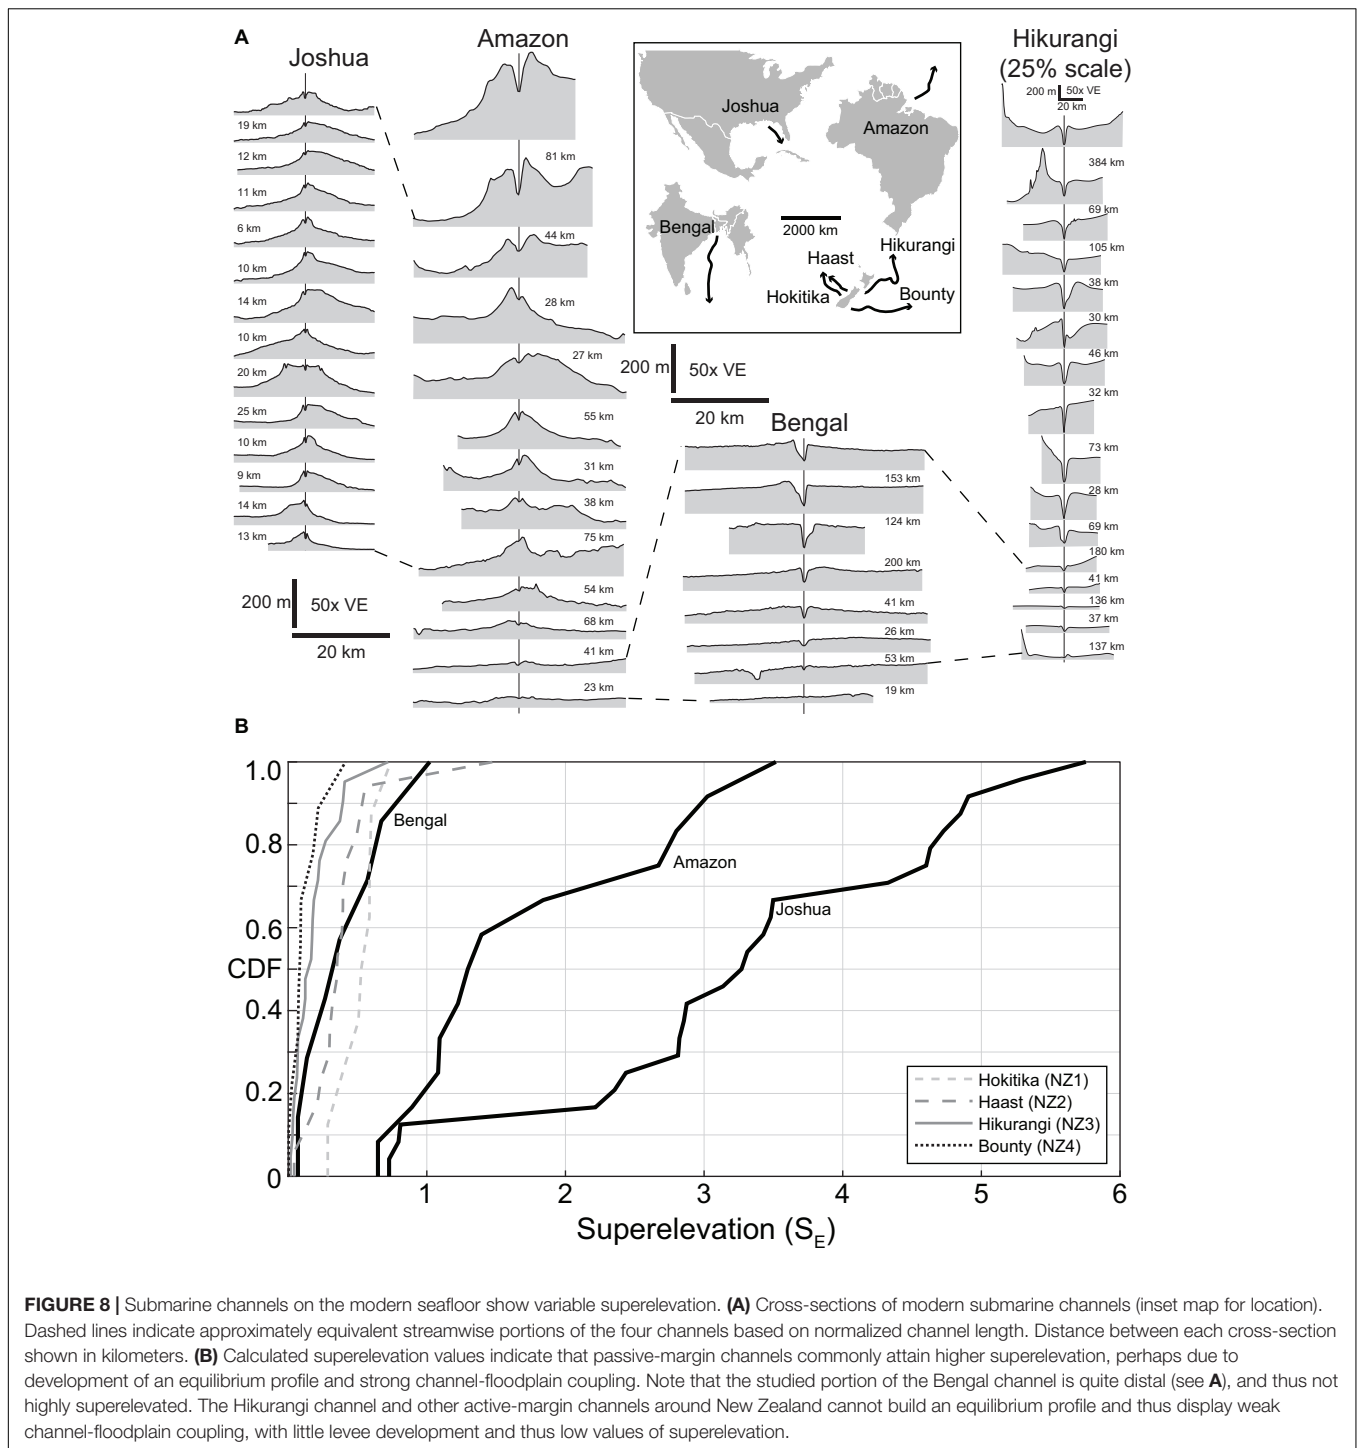 A
Joshua
19 km
12 km
11 km
6 km
10 km
14 km
10 km
20 km
25 km
10 km
9 km
14 km
13 km
200 m
50x VE
20 km
Amazon
81 km
44 km
28 km
27 km
55 km
31 km
38 km
75 km
54 km
68 km
41 km
23 km
Joshua
Amazon
Bengal
2000 km
Hikurangi
Haast
Hokitika
Bounty
200 m
50x VE
20 km
Bengal
153 km
124 km
200 km
41 km
26 km
53 km
19 km
Hikurangi
(25% scale)
200 m
50x VE
20 km
384 km
69 km
105 km
38 km
30 km
46 km
32 km
73 km
28 km
69 km
180 km
41 km
136 km
37 km
137 km
B
1.0
0.8
0.6
CDF
0.4
0.2
0
Bengal
Amazon
Joshua
Hokitika (NZ1)
Haast (NZ2)
Hikurangi (NZ3)
Bounty (NZ4)
1 2 3 4 5 6
Superelevation (S_E)
FIGURE 8 | Submarine channels on the modern seafloor show variable superelevation. (A) Cross-sections of modern submarine channels (inset map for location).
Dashed lines indicate approximately equivalent streamwise portions of the four channels based on normalized channel length. Distance between each cross-section
shown in kilometers. (B) Calculated superelevation values indicate that passive-margin channels commonly attain higher superelevation, perhaps due to
development of an equilibrium profile and strong channel-floodplain coupling. Note that the studied portion of the Bengal channel is quite distal (see A), and thus not
highly superelevated. The Hikurangi channel and other active-margin channels around New Zealand cannot build an equilibrium profile and thus display weak
channel-floodplain coupling, with little levee development and thus low values of superelevation.